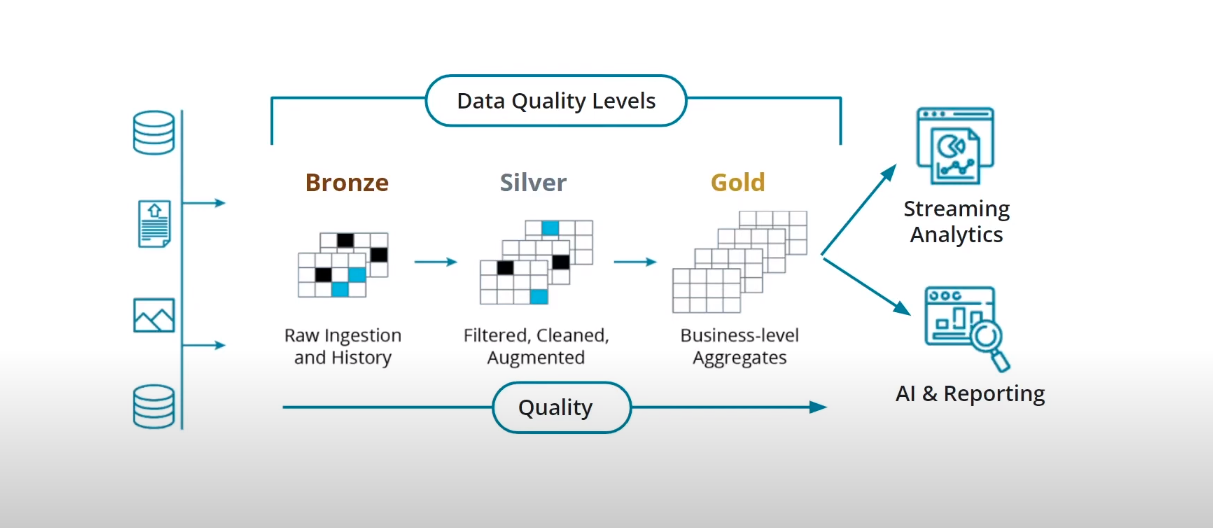 Data Quality Levels
Bronze
Silver
Gold
Raw Ingestion
and History
Filtered, Cleaned,
Augmented
Business-level
Aggregates
Quality
Streaming
Analytics
AI & Reporting